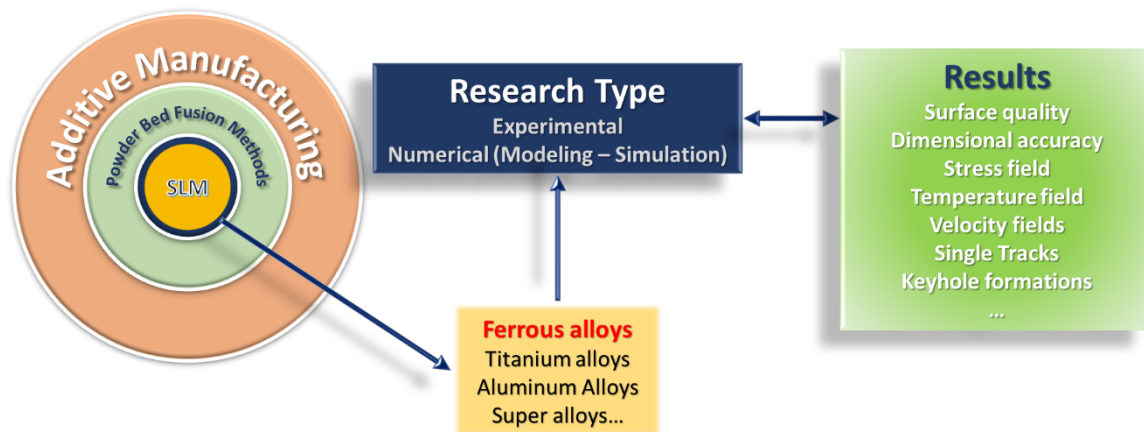 Additive Manufacturing
Powder Bed Fusion Methods
SLM
Research Type
Experimental
Numerical (Modeling – Simulation)
Ferrous alloys
Titanium alloys
Aluminum Alloys
Super alloys...
Results
Surface quality
Dimensional accuracy
Stress field
Temperature field
Velocity fields
Single Tracks
Keyhole formations
...